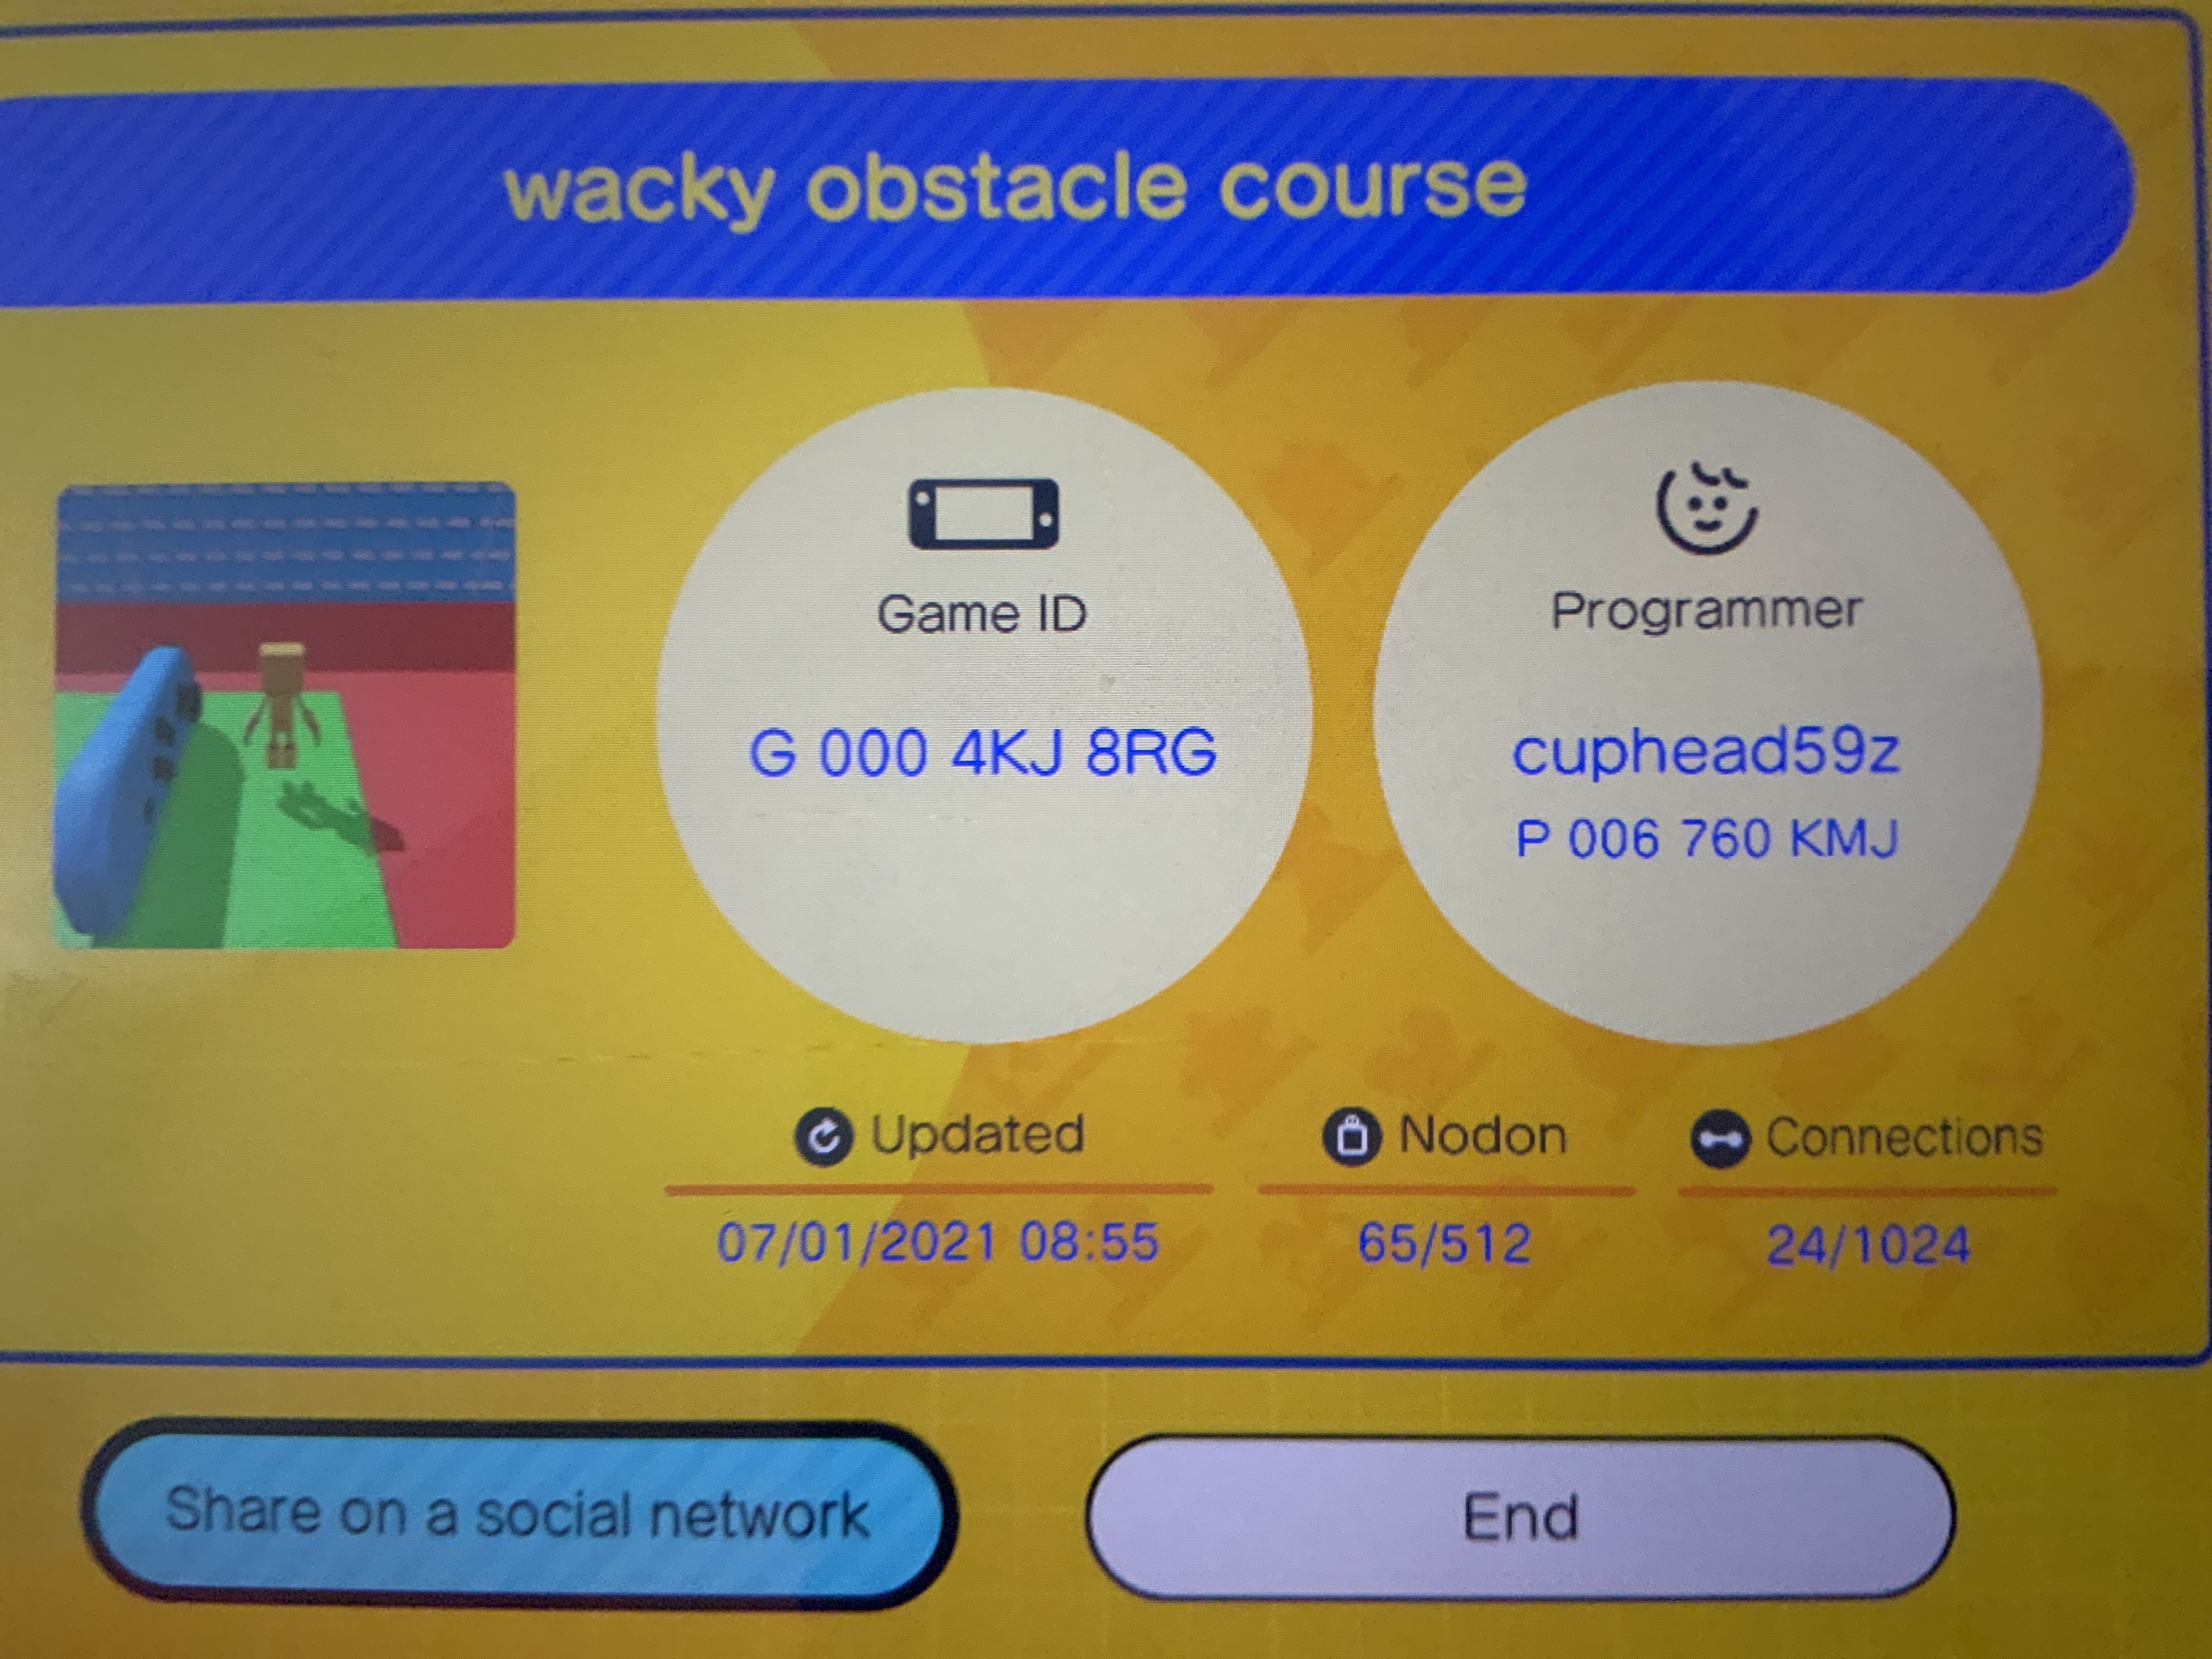 wacky obstacle course
Game ID
G 000 4KJ 8RG
Programmer
cuphead59z
P 006 760 KMJ
Updated
07/01/2021 08:55
Nodon
65/512
Connections
24/1024
Share on a social network
End